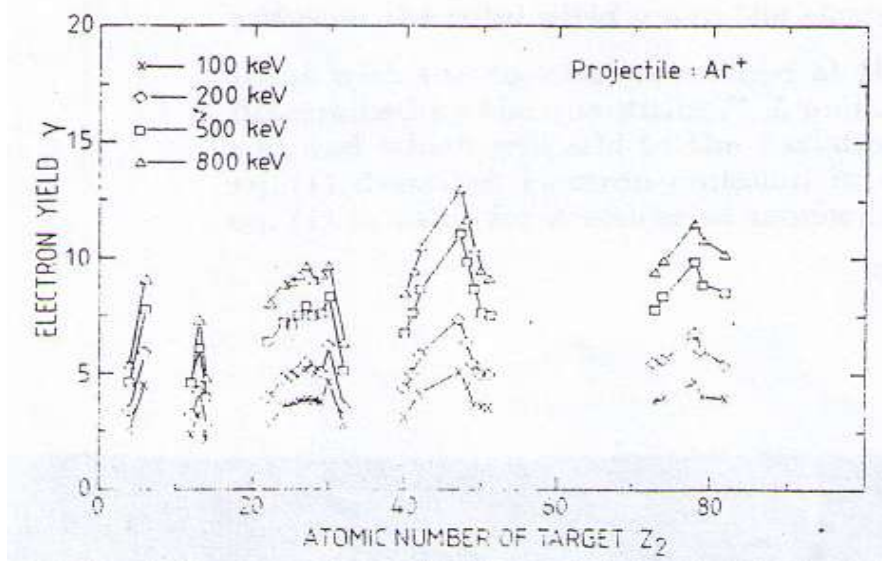 20
15
10
5
0
ELECTRON YIELD γ
100 keV
200 keV
500 keV
800 keV
Projectile : Ar⁺
0
20
40
60
80
ATOMIC NUMBER OF TARGET Z₂